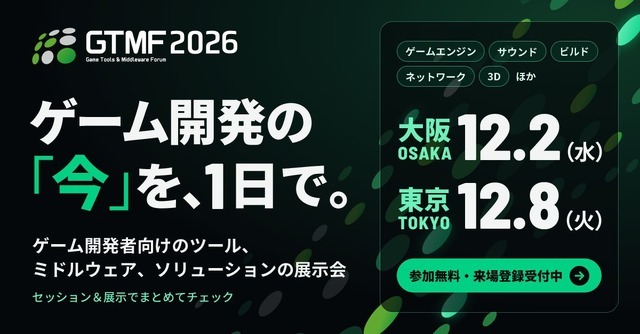 GTMF 2026
Game Tools & Middleware Forum
ゲーム開発の
「今」を、1日で。
ゲーム開発者向けのツール、
ミドルウェア、ソリューションの展示会
セッション＆展示でまとめてチェック
ゲームエンジン サウンド ビルド
ネットワーク 3D ほか
大阪 OSAKA 12.2(水)
東京 TOKYO 12.8(火)
参加無料・来場登録受付中